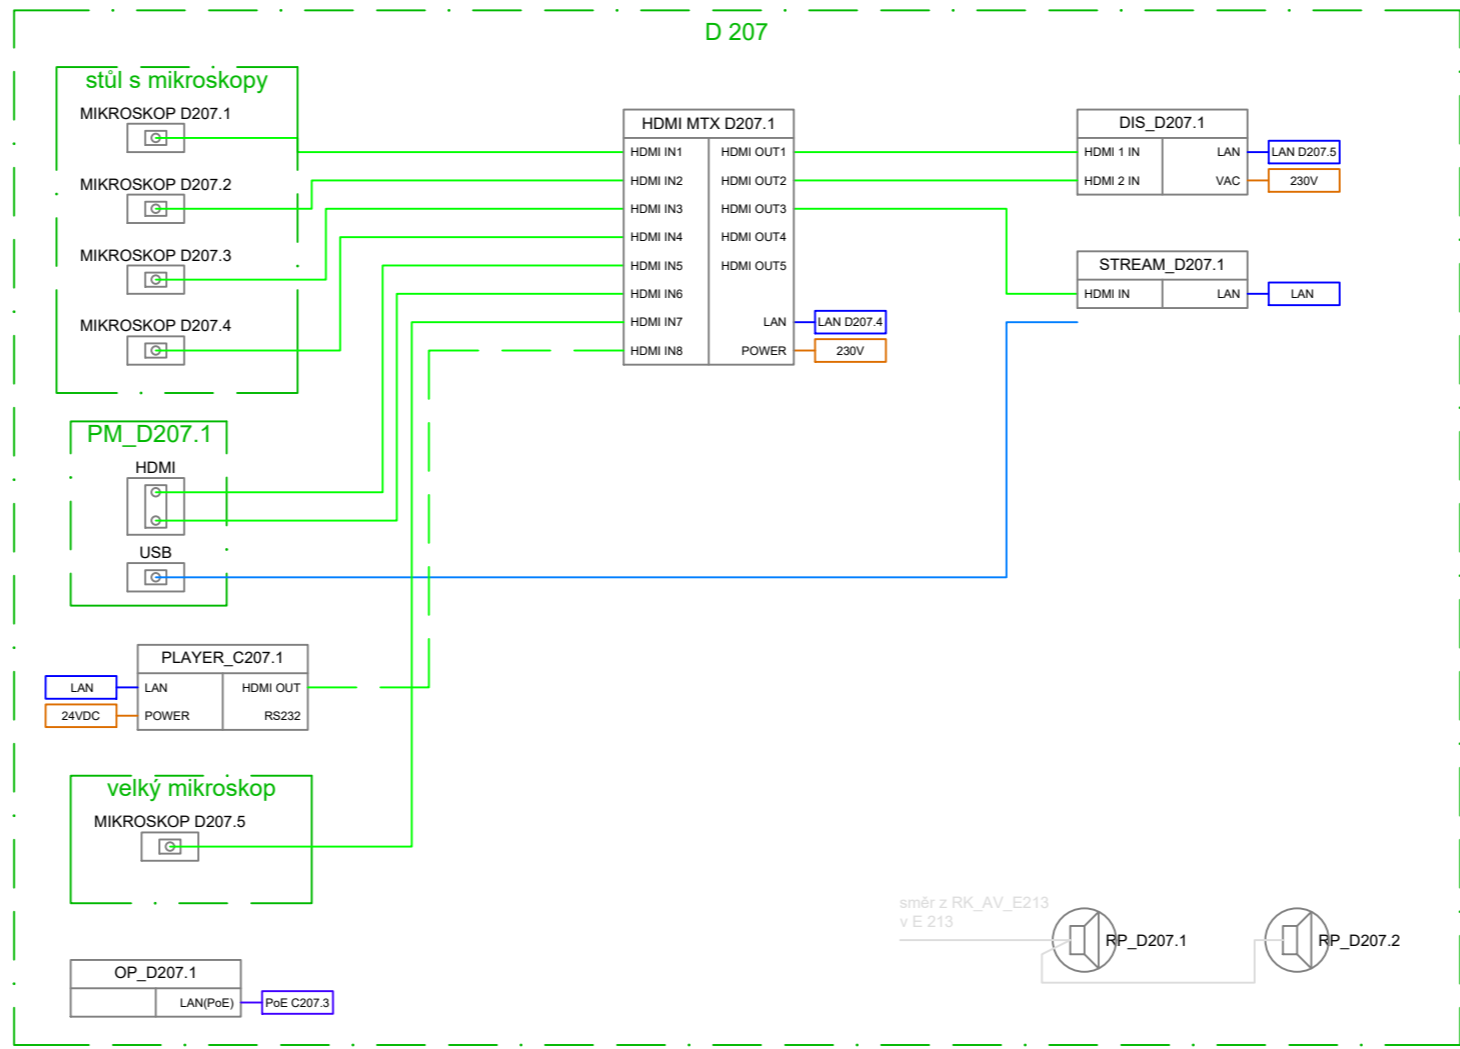 D 207
stůl s mikroskopy
MIKROSKOP D207.1
MIKROSKOP D207.2
MIKROSKOP D207.3
MIKROSKOP D207.4
PM_D207.1
HDMI
USB
PLAYER_C207.1
LAN
LAN
HDMI OUT
24VDC
POWER
RS232
velký mikroskop
MIKROSKOP D207.5
OP_D207.1
LAN(PoE)
PoE C207.3
HDMI MTX D207.1
HDMI IN1
HDMI OUT1
HDMI IN2
HDMI OUT2
HDMI IN3
HDMI OUT3
HDMI IN4
HDMI OUT4
HDMI IN5
HDMI OUT5
HDMI IN6
HDMI IN7
LAN
LAN D207.4
HDMI IN8
POWER
230V
DIS_D207.1
HDMI 1 IN
LAN
LAN D207.5
HDMI 2 IN
VAC
230V
STREAM_D207.1
HDMI IN
LAN
LAN
směr z RK_AV_E213
v E 213
RP_D207.1
RP_D207.2